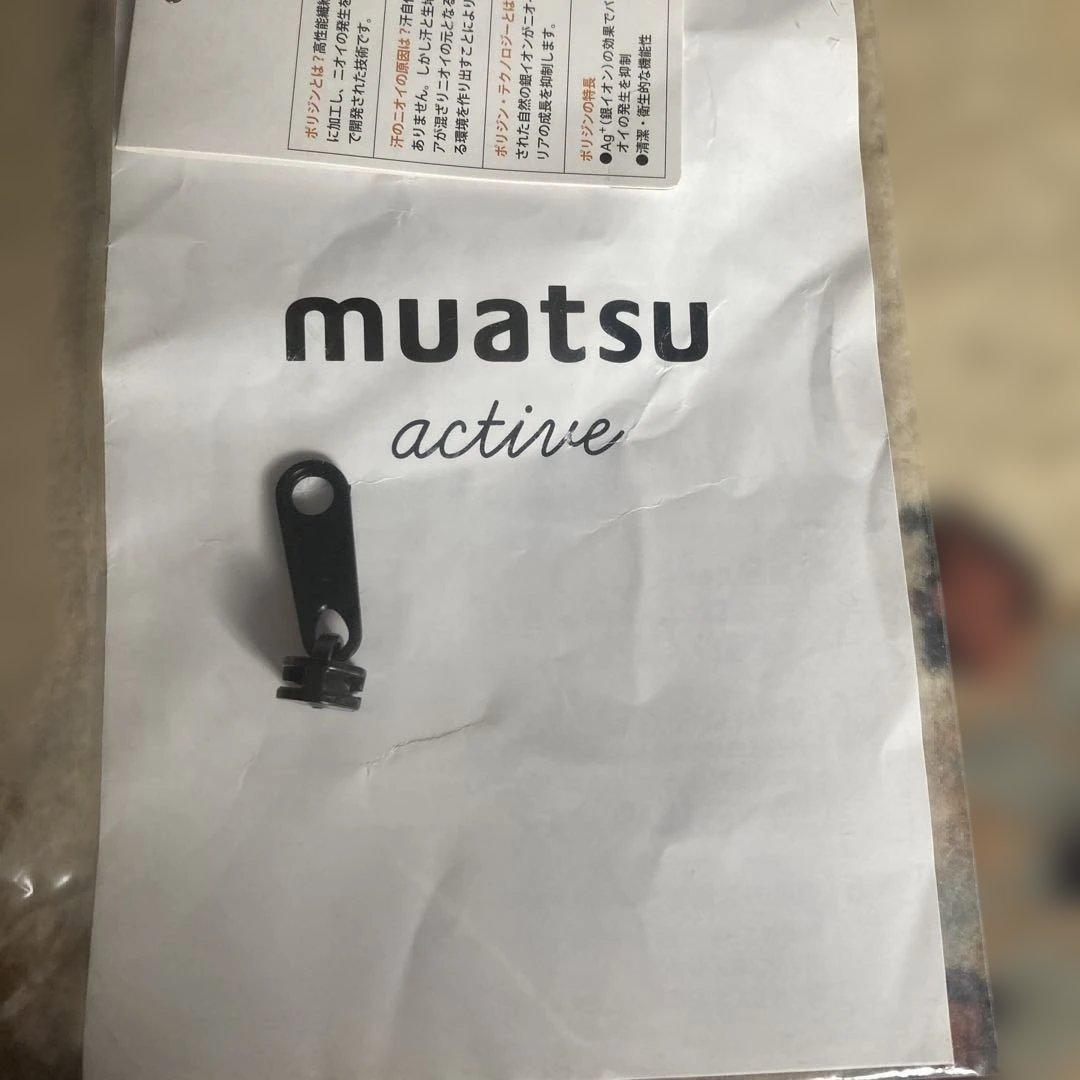 ポリジンとは？高性能繊維
に加工し、ニオイの発生を
で開発された技術です。
汗のニオイの原因は？汗自体
ありません。しかし汗と生地
アが混ざりニオイの元となる
る環境を作り出すことにより
ポリジン・テクノロジーとは
された自然の銀イオンがニオ
リアの成長を抑制します。
ポリジンの特長
●Ag⁺(銀イオン)の効果でバ
オイの発生を抑制
●清潔・衛生的な機能性
muatsu
active